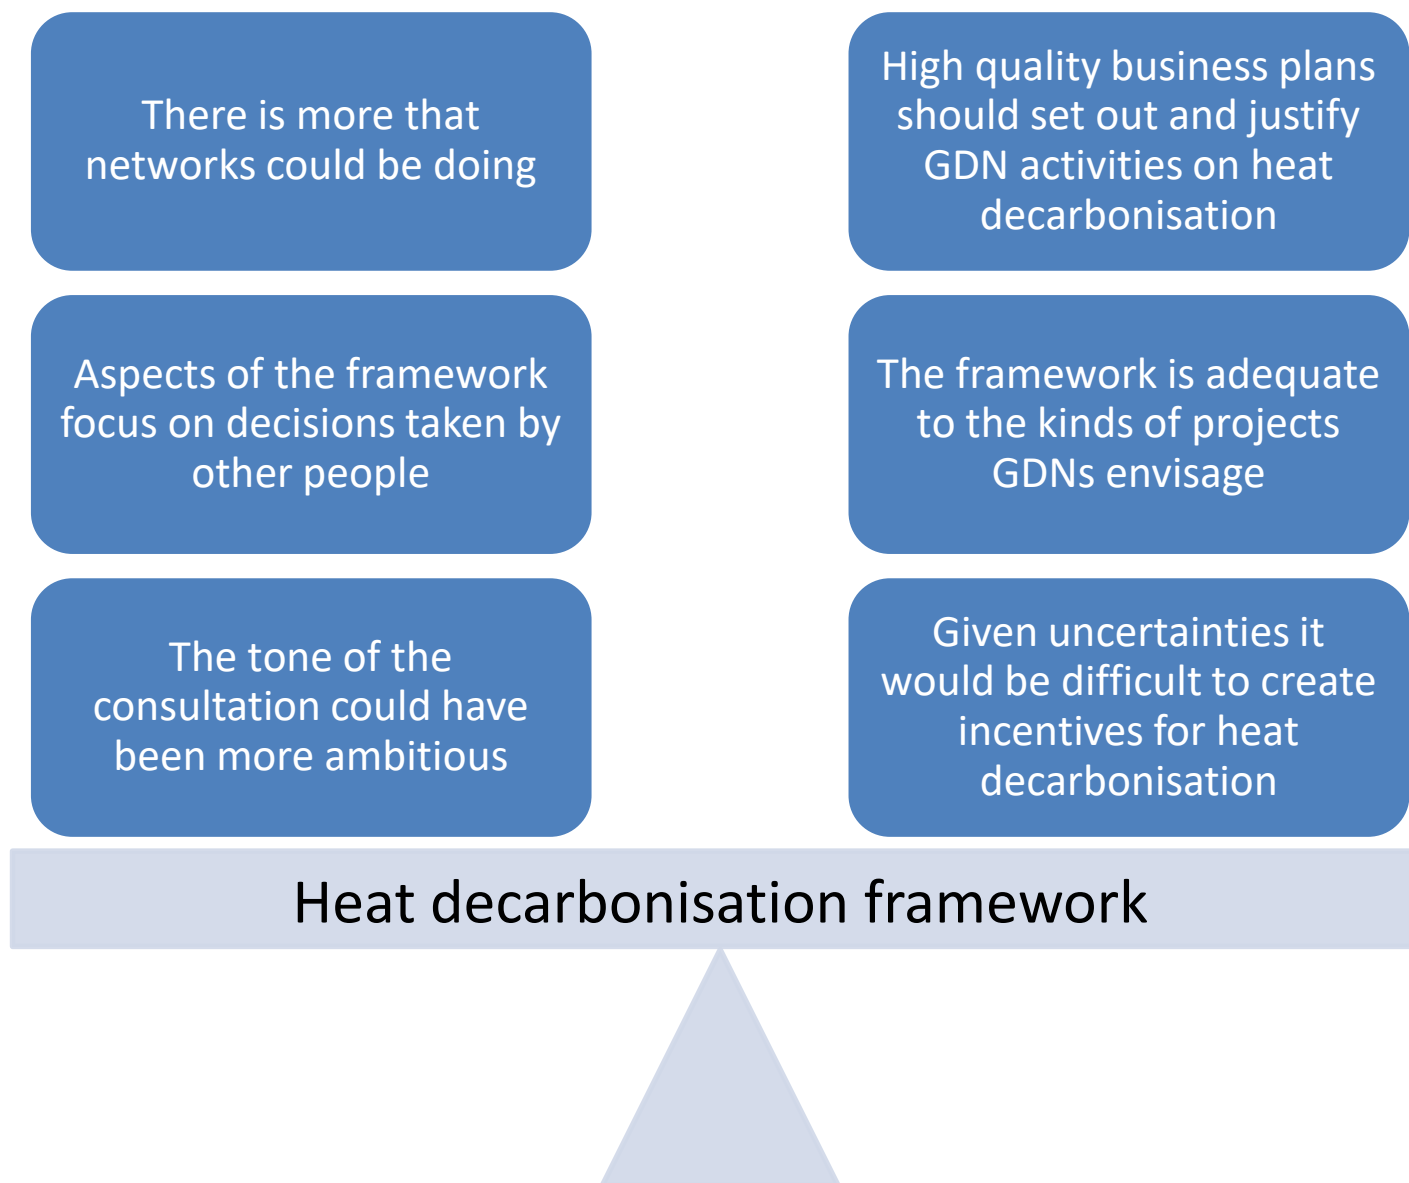 There is more that
networks could be doing
Aspects of the framework
focus on decisions taken by
other people
The tone of the
consultation could have
been more ambitious
High quality business plans
should set out and justify
GDN activities on heat
decarbonisation
The framework is adequate
to the kinds of projects
GDNs envisage
Given uncertainties it
would be difficult to create
incentives for heat
decarbonisation
Heat decarbonisation framework